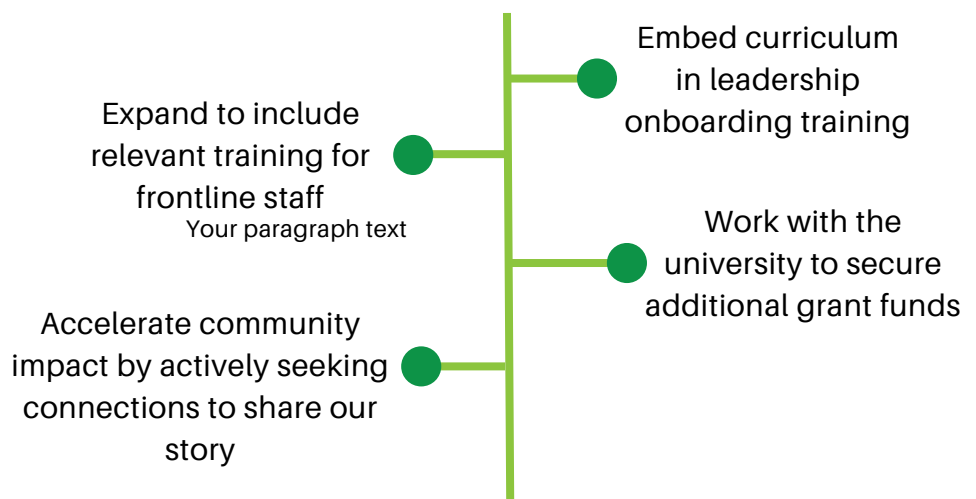 Embed curriculum
in leadership
onboarding training
Expand to include
relevant training for
frontline staff
Your paragraph text
Work with the
university to secure
additional grant funds
Accelerate community
impact by actively seeking
connections to share our
story